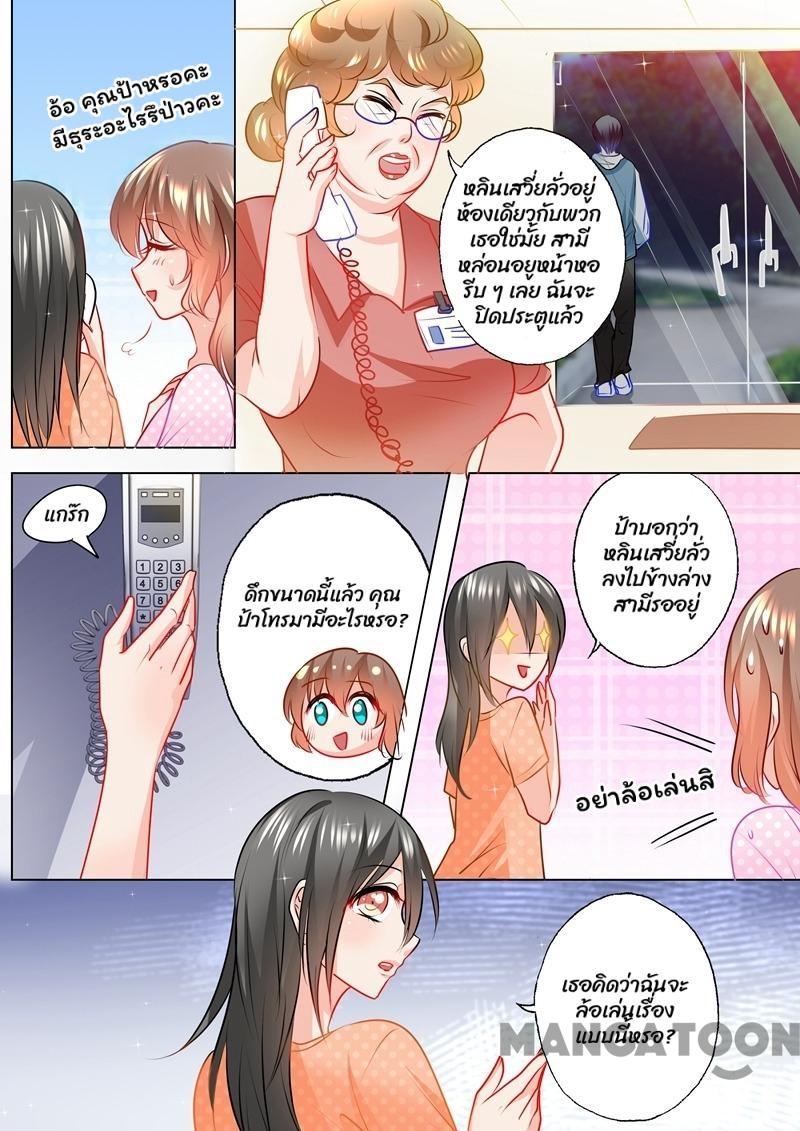 อ้อ คุณป้าหรอคะ
มีธุระอะไรรึป่าวคะ
หลินเสวี่ยลั่วอยู่
ห้องเดียวกับพวก
เธอใช่มั้ย สามี
หล่อนอยู่หน้าหอ
รีบ ๆ เลย ฉันจะ
ปิดประตูแล้ว
แกร๊ก
1 2 3
4 5 6
7 8
*
ดึกขนาดนี้แล้ว คุณ
ป้าโทรมามีอะไรหรอ?
ป้าบอกว่า
หลินเสวี่ยลั่ว
ลงไปข้างล่าง
สามีรออยู่
อย่าล้อเล่นสิ
เธอคิดว่าฉันจะ
ล้อเล่นเรื่อง
แบบนี้หรอ?
MANGATOON